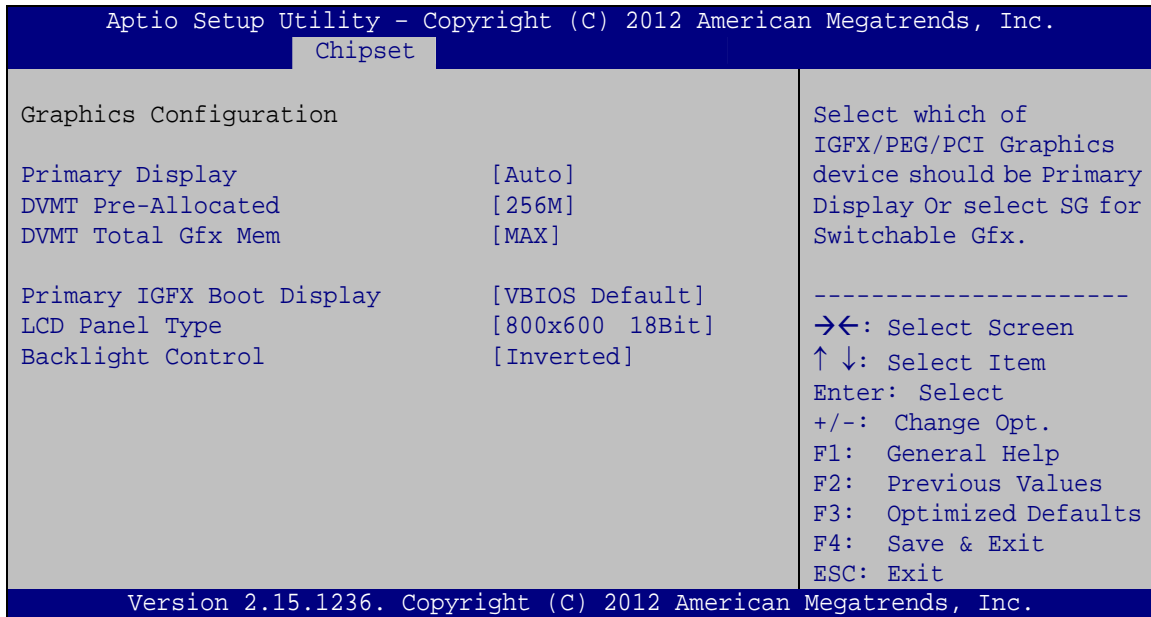 Aptio Setup Utility – Copyright (C) 2012 American Megatrends, Inc.
Chipset
Graphics Configuration
Primary Display [Auto]
DVMT Pre-Allocated [256M]
DVMT Total Gfx Mem [MAX]
Primary IGFX Boot Display [VBIOS Default]
LCD Panel Type [800x600 18Bit]
Backlight Control [Inverted]
Select which of
IGFX/PEG/PCI Graphics
device should be Primary
Display Or select SG for
Switchable Gfx.
----------------------
→←: Select Screen
↑ ↓: Select Item
Enter: Select
+/-: Change Opt.
F1: General Help
F2: Previous Values
F3: Optimized Defaults
F4: Save & Exit
ESC: Exit
Version 2.15.1236. Copyright (C) 2012 American Megatrends, Inc.